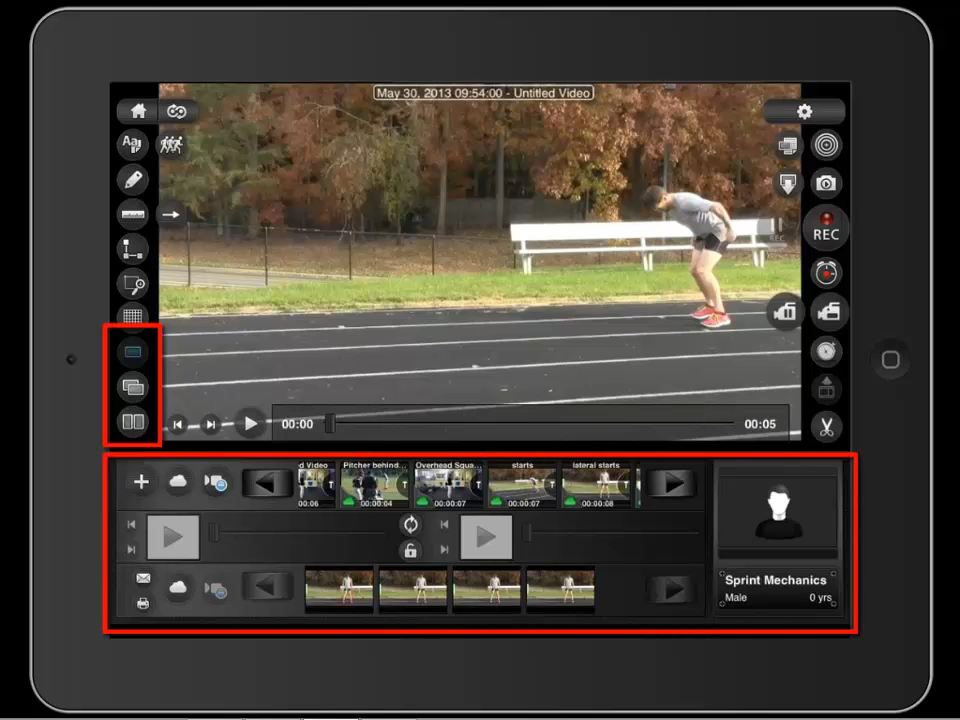 May 30, 2013 09:54:00 - Untitled Video
Aa
REC
REC
00:00
00:05
d Video
Pitcher behind...
Overhead Squa...
starts
lateral starts
00:06
00:00:04
00:00:07
00:00:07
00:00:08
T
T
T
T
T
Sprint Mechanics
Male
0 yrs